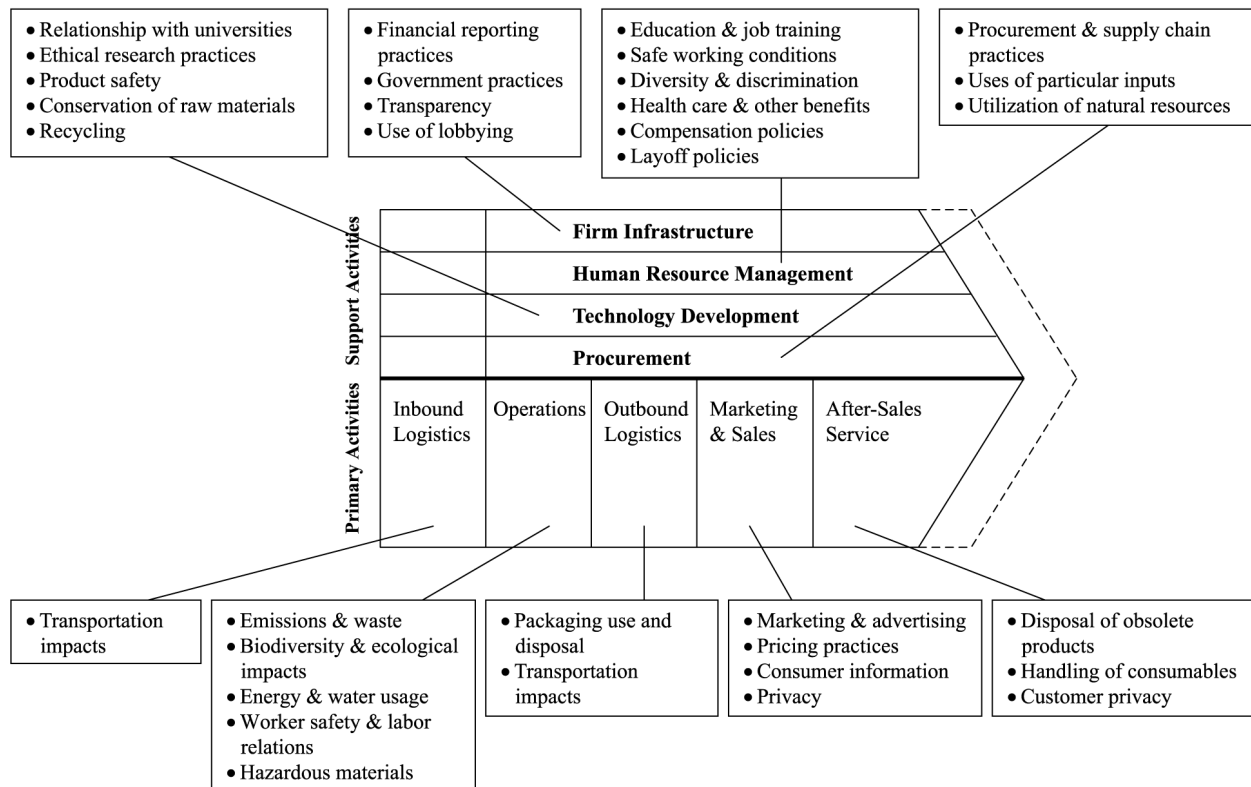 • Relationship with universities
• Ethical research practices
• Product safety
• Conservation of raw materials
• Recycling
• Financial reporting
practices
• Government practices
• Transparency
• Use of lobbying
• Education & job training
• Safe working conditions
• Diversity & discrimination
• Health care & other benefits
• Compensation policies
• Layoff policies
• Procurement & supply chain
practices
• Uses of particular inputs
• Utilization of natural resources
Support Activities
Firm Infrastructure
Human Resource Management
Technology Development
Procurement
Primary Activities
Inbound
Logistics
Operations
Outbound
Logistics
Marketing
& Sales
After-Sales
Service
• Transportation
impacts
• Emissions & waste
• Biodiversity & ecological
impacts
• Energy & water usage
• Worker safety & labor
relations
• Hazardous materials
• Packaging use and
disposal
• Transportation
impacts
• Marketing & advertising
• Pricing practices
• Consumer information
• Privacy
• Disposal of obsolete
products
• Handling of consumables
• Customer privacy